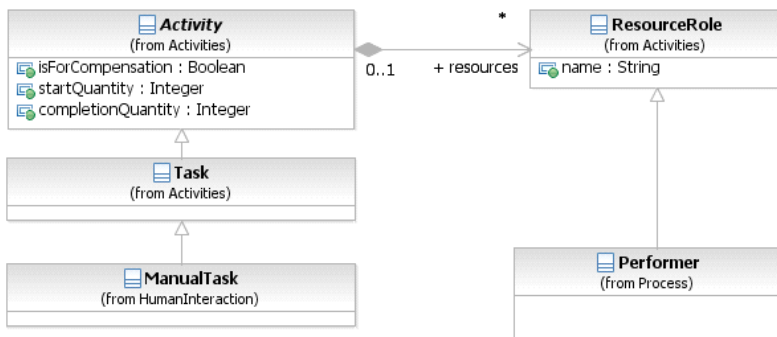 Activity
(from Activities)
isForCompensation : Boolean
startQuantity : Integer
completionQuantity : Integer
0..1
+ resources
*
ResourceRole
(from Activities)
name : String
Task
(from Activities)
ManualTask
(from HumanInteraction)
Performer
(from Process)